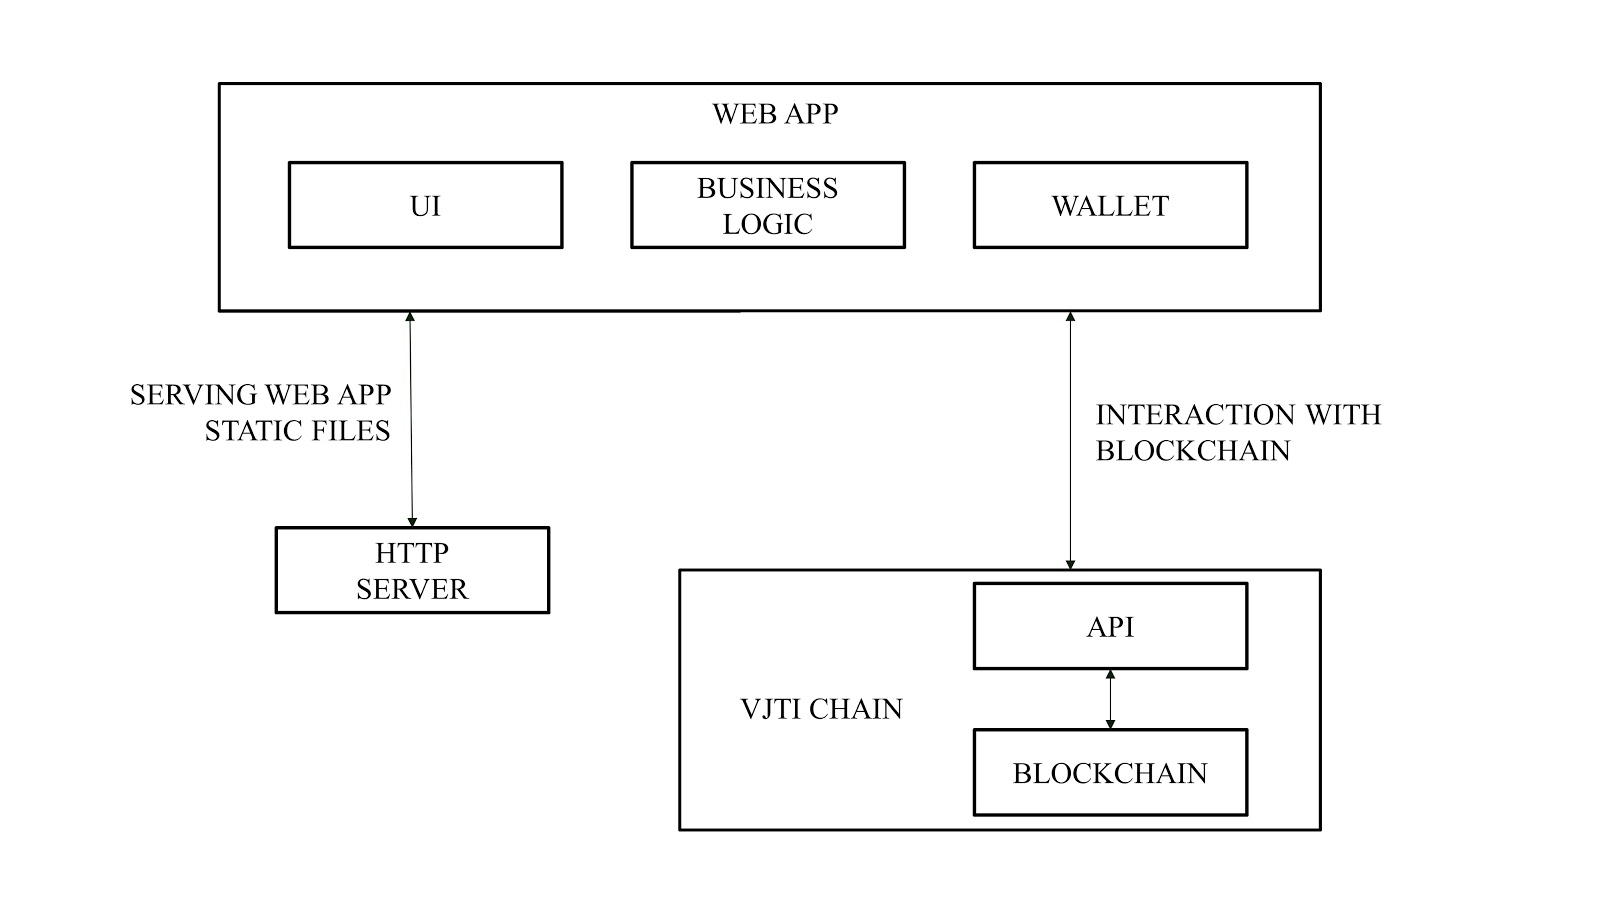 WEB APP
UI
BUSINESS
LOGIC
WALLET
SERVING WEB APP
STATIC FILES
INTERACTION WITH
BLOCKCHAIN
HTTP
SERVER
API
VJTI CHAIN
BLOCKCHAIN